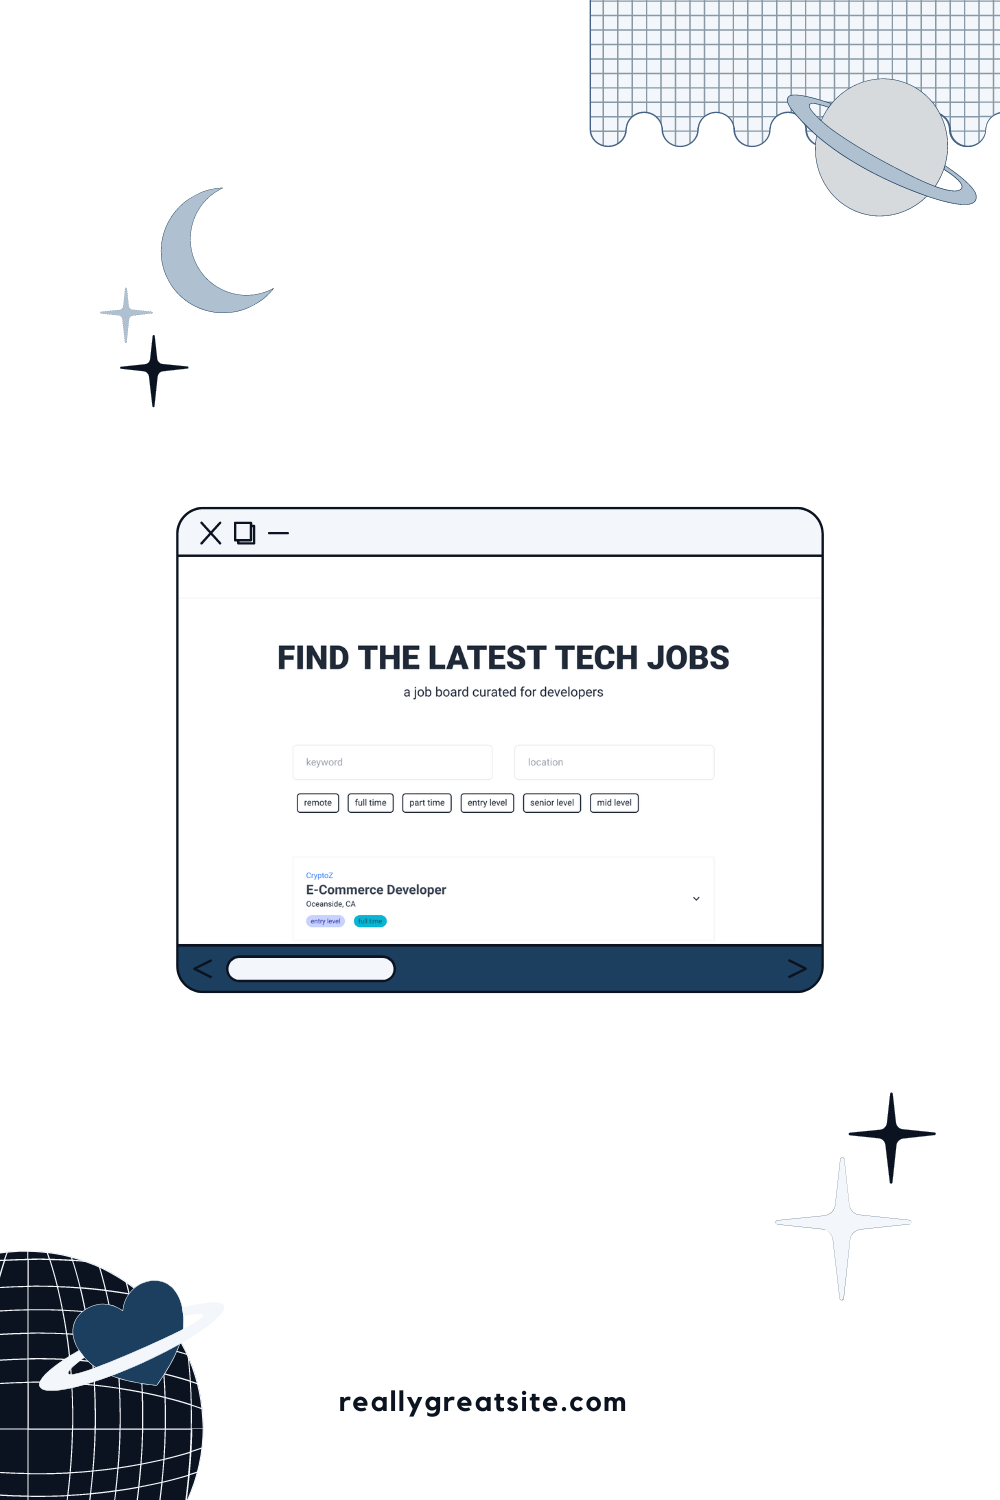 FIND THE LATEST TECH JOBS
a job board curated for developers
keyword location
remote full time part time entry level senior level mid level
CryptoZ
E-Commerce Developer
Oceanside, CA
entry level full time
reallygreatsite.com